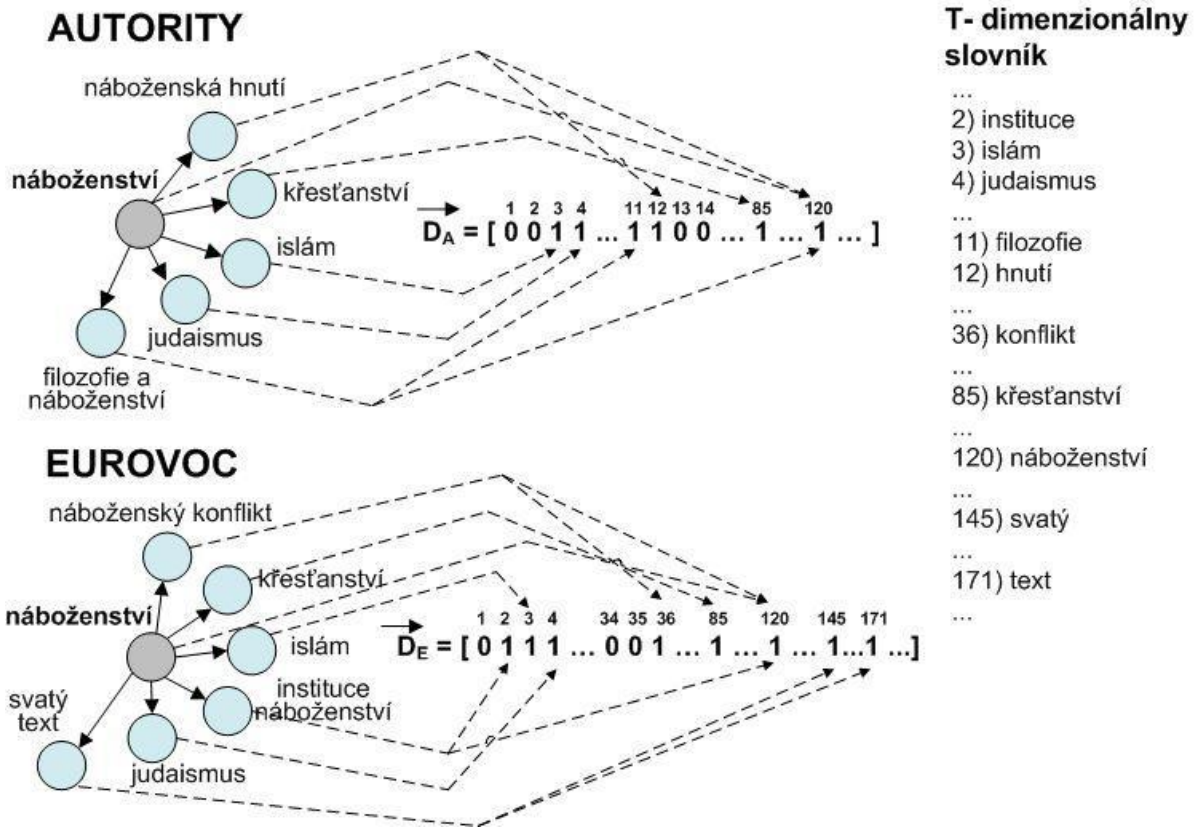 AUTORITY
náboženská hnutí
náboženství
křesťanství
islám
judaismus
filozofie a
náboženství
1 2 3 4 11 12 13 14 85 120
D_A = [ 0 0 1 1 ... 1 1 0 0 ... 1 ... 1 ... ]
EUROVOC
náboženský konflikt
křesťanství
náboženství
islám
instituce
náboženství
svatý
text
judaismus
1 2 3 4 34 35 36 85 120 145 171
D_E = [ 0 1 1 1 ... 0 0 1 ... 1 ... 1 ... 1...1 ...]
T- dimenzionálny
slovník
...
2) instituce
3) islám
4) judaismus
...
11) filozofie
12) hnutí
...
36) konflikt
...
85) křesťanství
...
120) náboženství
...
145) svatý
...
171) text
...